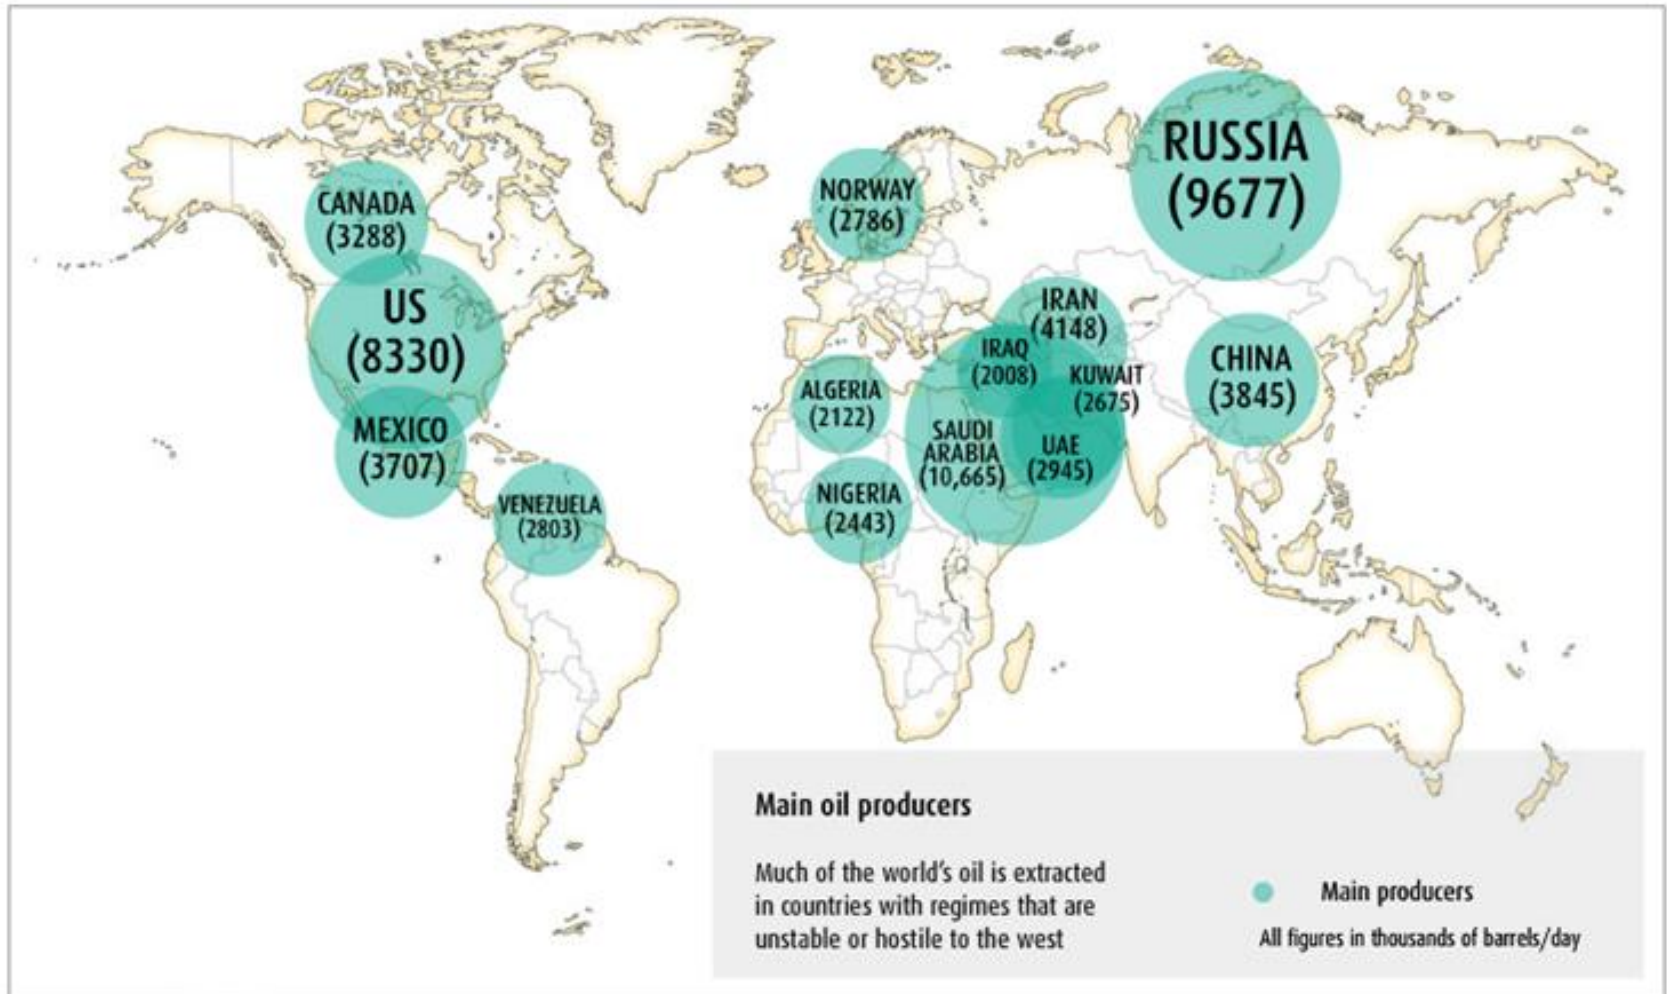 CANADA
(3288)
US
(8330)
MEXICO
(3707)
VENEZUELA
(2803)
NORWAY
(2786)
RUSSIA
(9677)
IRAN
(4148)
IRAQ
(2008)
KUWAIT
(2675)
CHINA
(3845)
ALGERIA
(2122)
SAUDI
ARABIA
(10,665)
UAE
(2945)
NIGERIA
(2443)
Main oil producers
Much of the world's oil is extracted
in countries with regimes that are
unstable or hostile to the west
Main producers
All figures in thousands of barrels/day